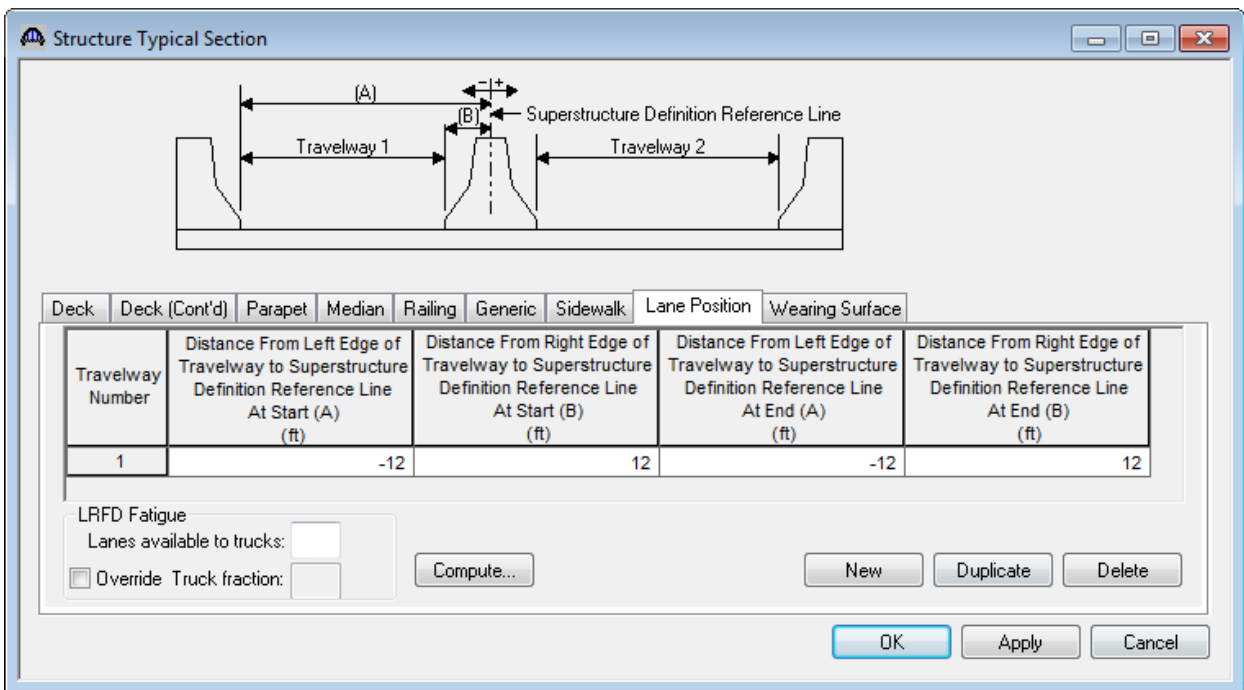 Structure Typical Section
(A)
− +
(B)
Superstructure Definition Reference Line
Travelway 1
Travelway 2
Deck
Deck (Cont'd)
Parapet
Median
Railing
Generic
Sidewalk
Lane Position
Wearing Surface
Travelway
Number
Distance From Left Edge of
Travelway to Superstructure
Definition Reference Line
At Start (A)
(ft)
Distance From Right Edge of
Travelway to Superstructure
Definition Reference Line
At Start (B)
(ft)
Distance From Left Edge of
Travelway to Superstructure
Definition Reference Line
At End (A)
(ft)
Distance From Right Edge of
Travelway to Superstructure
Definition Reference Line
At End (B)
(ft)
1 -12 12 -12 12
LRFD Fatigue
Lanes available to trucks:
Override Truck fraction:
Compute...
New
Duplicate
Delete
OK
Apply
Cancel